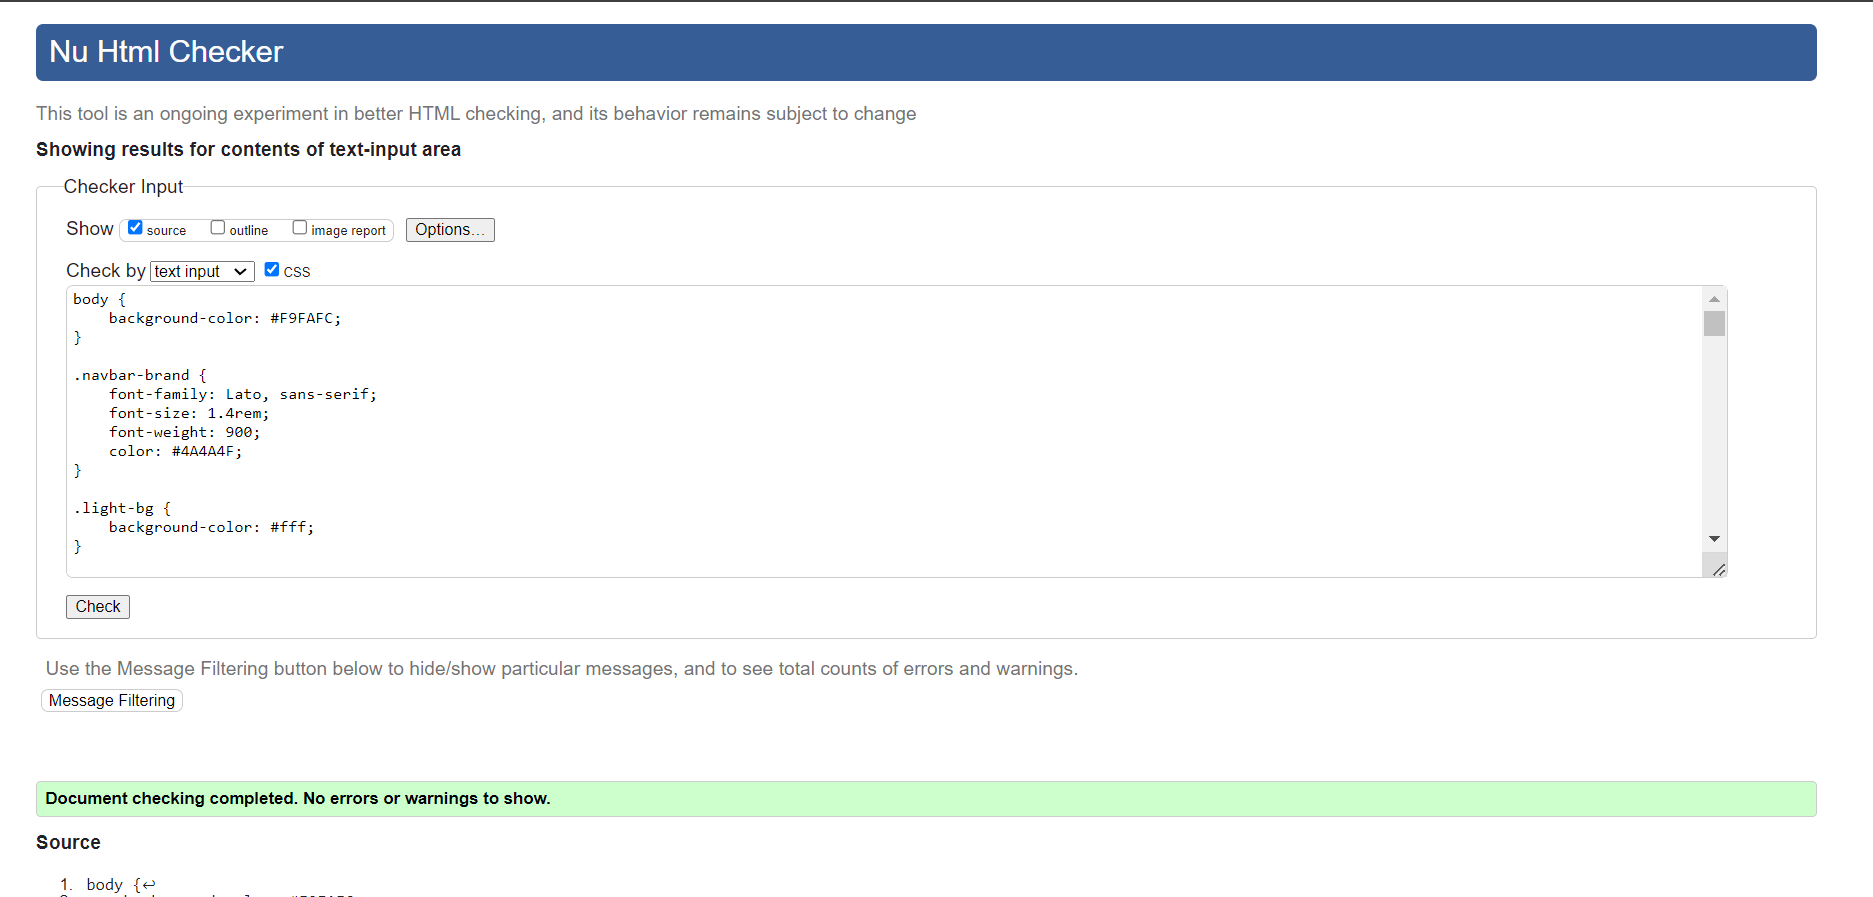 Nu Html Checker
This tool is an ongoing experiment in better HTML checking, and its behavior remains subject to change
Showing results for contents of text-input area
Checker Input
Show source outline image report Options...
Check by text input CSS
body {
    background-color: #F9FAFC;
}
.navbar-brand {
    font-family: Lato, sans-serif;
    font-size: 1.4rem;
    font-weight: 900;
    color: #4A4A4F;
}
.light-bg {
    background-color: #fff;
}
Check
Use the Message Filtering button below to hide/show particular messages, and to see total counts of errors and warnings.
Message Filtering
Document checking completed. No errors or warnings to show.
Source
1. body {↩